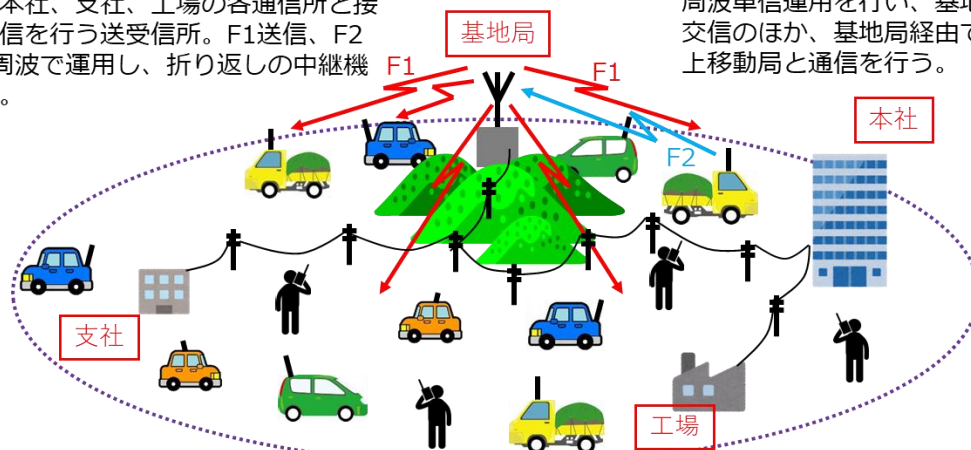 本社、支社、工場の各通信所と接
信を行う送受信所。F1送信、F2
周波で運用し、折り返しの中継機
。
周波単信運用を行い、基地
交信のほか、基地局経由で
上移動局と通信を行う。
基地局
F1
F1
本社
F2
支社
工場